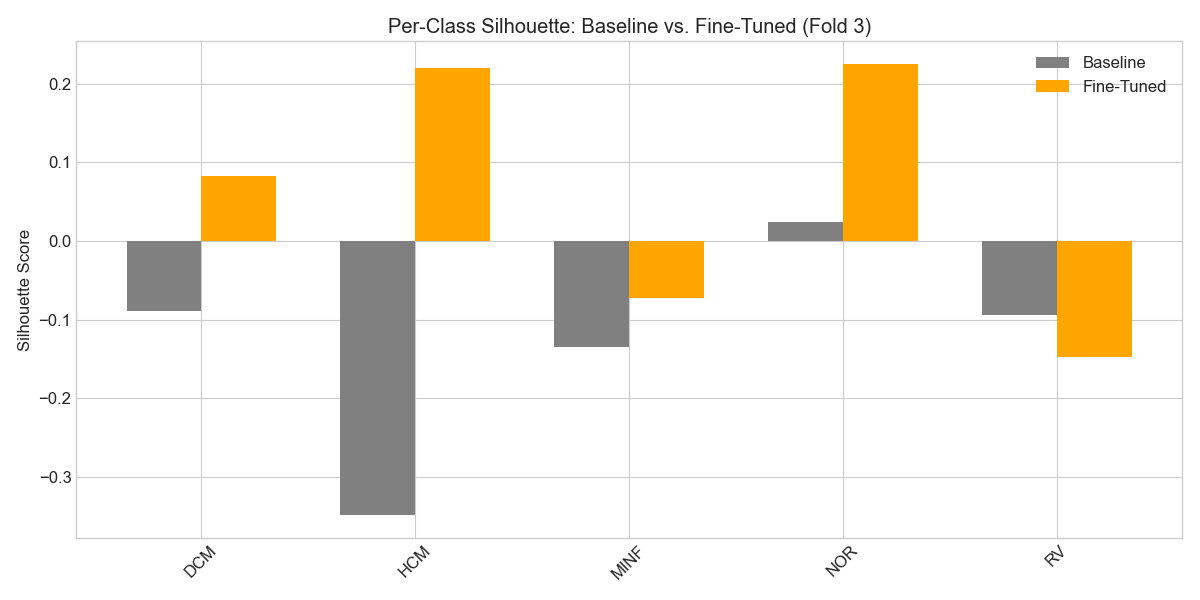 Per-Class Silhouette: Baseline vs. Fine-Tuned (Fold 3)
Baseline
Fine-Tuned
Silhouette Score
0.2
0.1
0.0
−0.1
−0.2
−0.3
DCM
HCM
MINF
NOR
RV